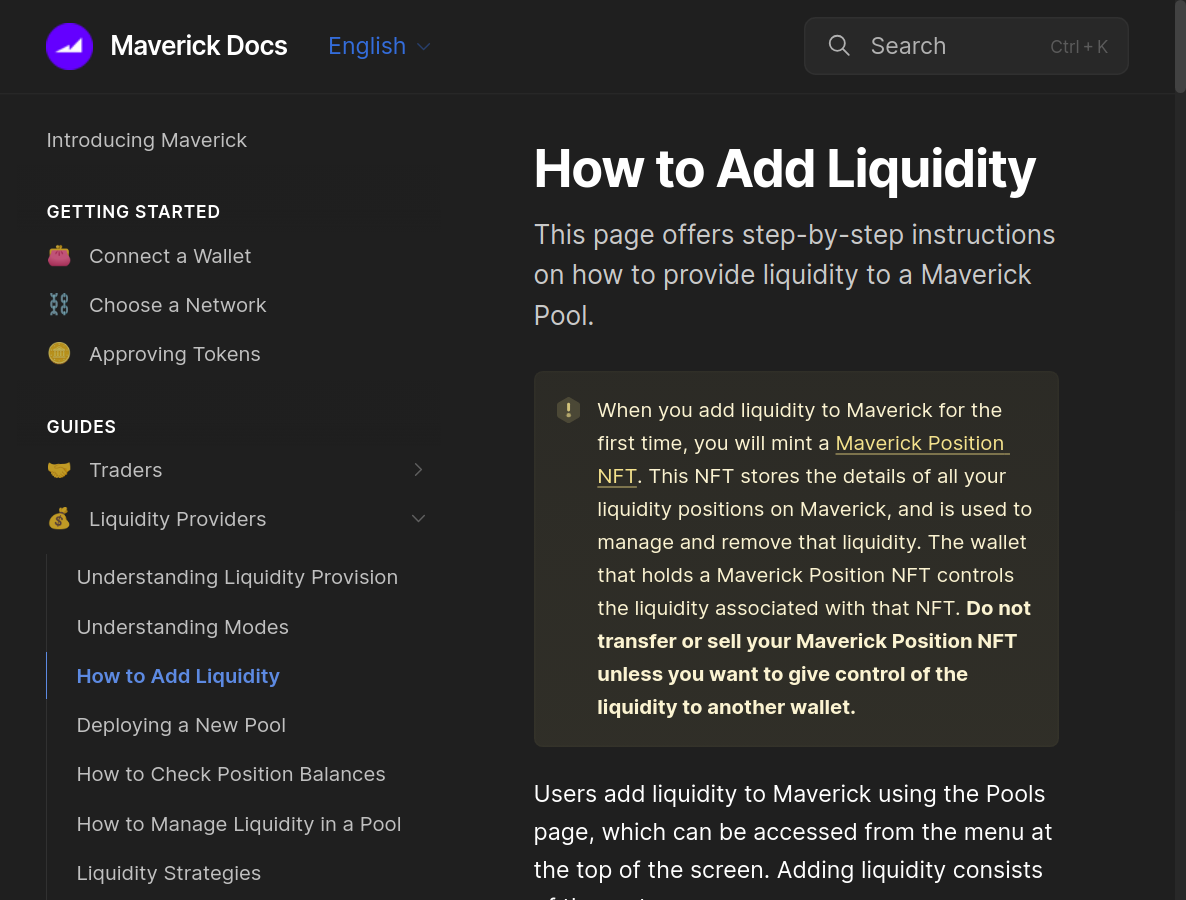 Maverick Docs
English
Search
Ctrl + K
Introducing Maverick
GETTING STARTED
Connect a Wallet
Choose a Network
Approving Tokens
GUIDES
Traders
Liquidity Providers
Understanding Liquidity Provision
Understanding Modes
How to Add Liquidity
Deploying a New Pool
How to Check Position Balances
How to Manage Liquidity in a Pool
Liquidity Strategies
How to Add Liquidity
This page offers step-by-step instructions
on how to provide liquidity to a Maverick
Pool.
When you add liquidity to Maverick for the
first time, you will mint a Maverick Position
NFT. This NFT stores the details of all your
liquidity positions on Maverick, and is used to
manage and remove that liquidity. The wallet
that holds a Maverick Position NFT controls
the liquidity associated with that NFT. Do not
transfer or sell your Maverick Position NFT
unless you want to give control of the
liquidity to another wallet.
Users add liquidity to Maverick using the Pools
page, which can be accessed from the menu at
the top of the screen. Adding liquidity consists